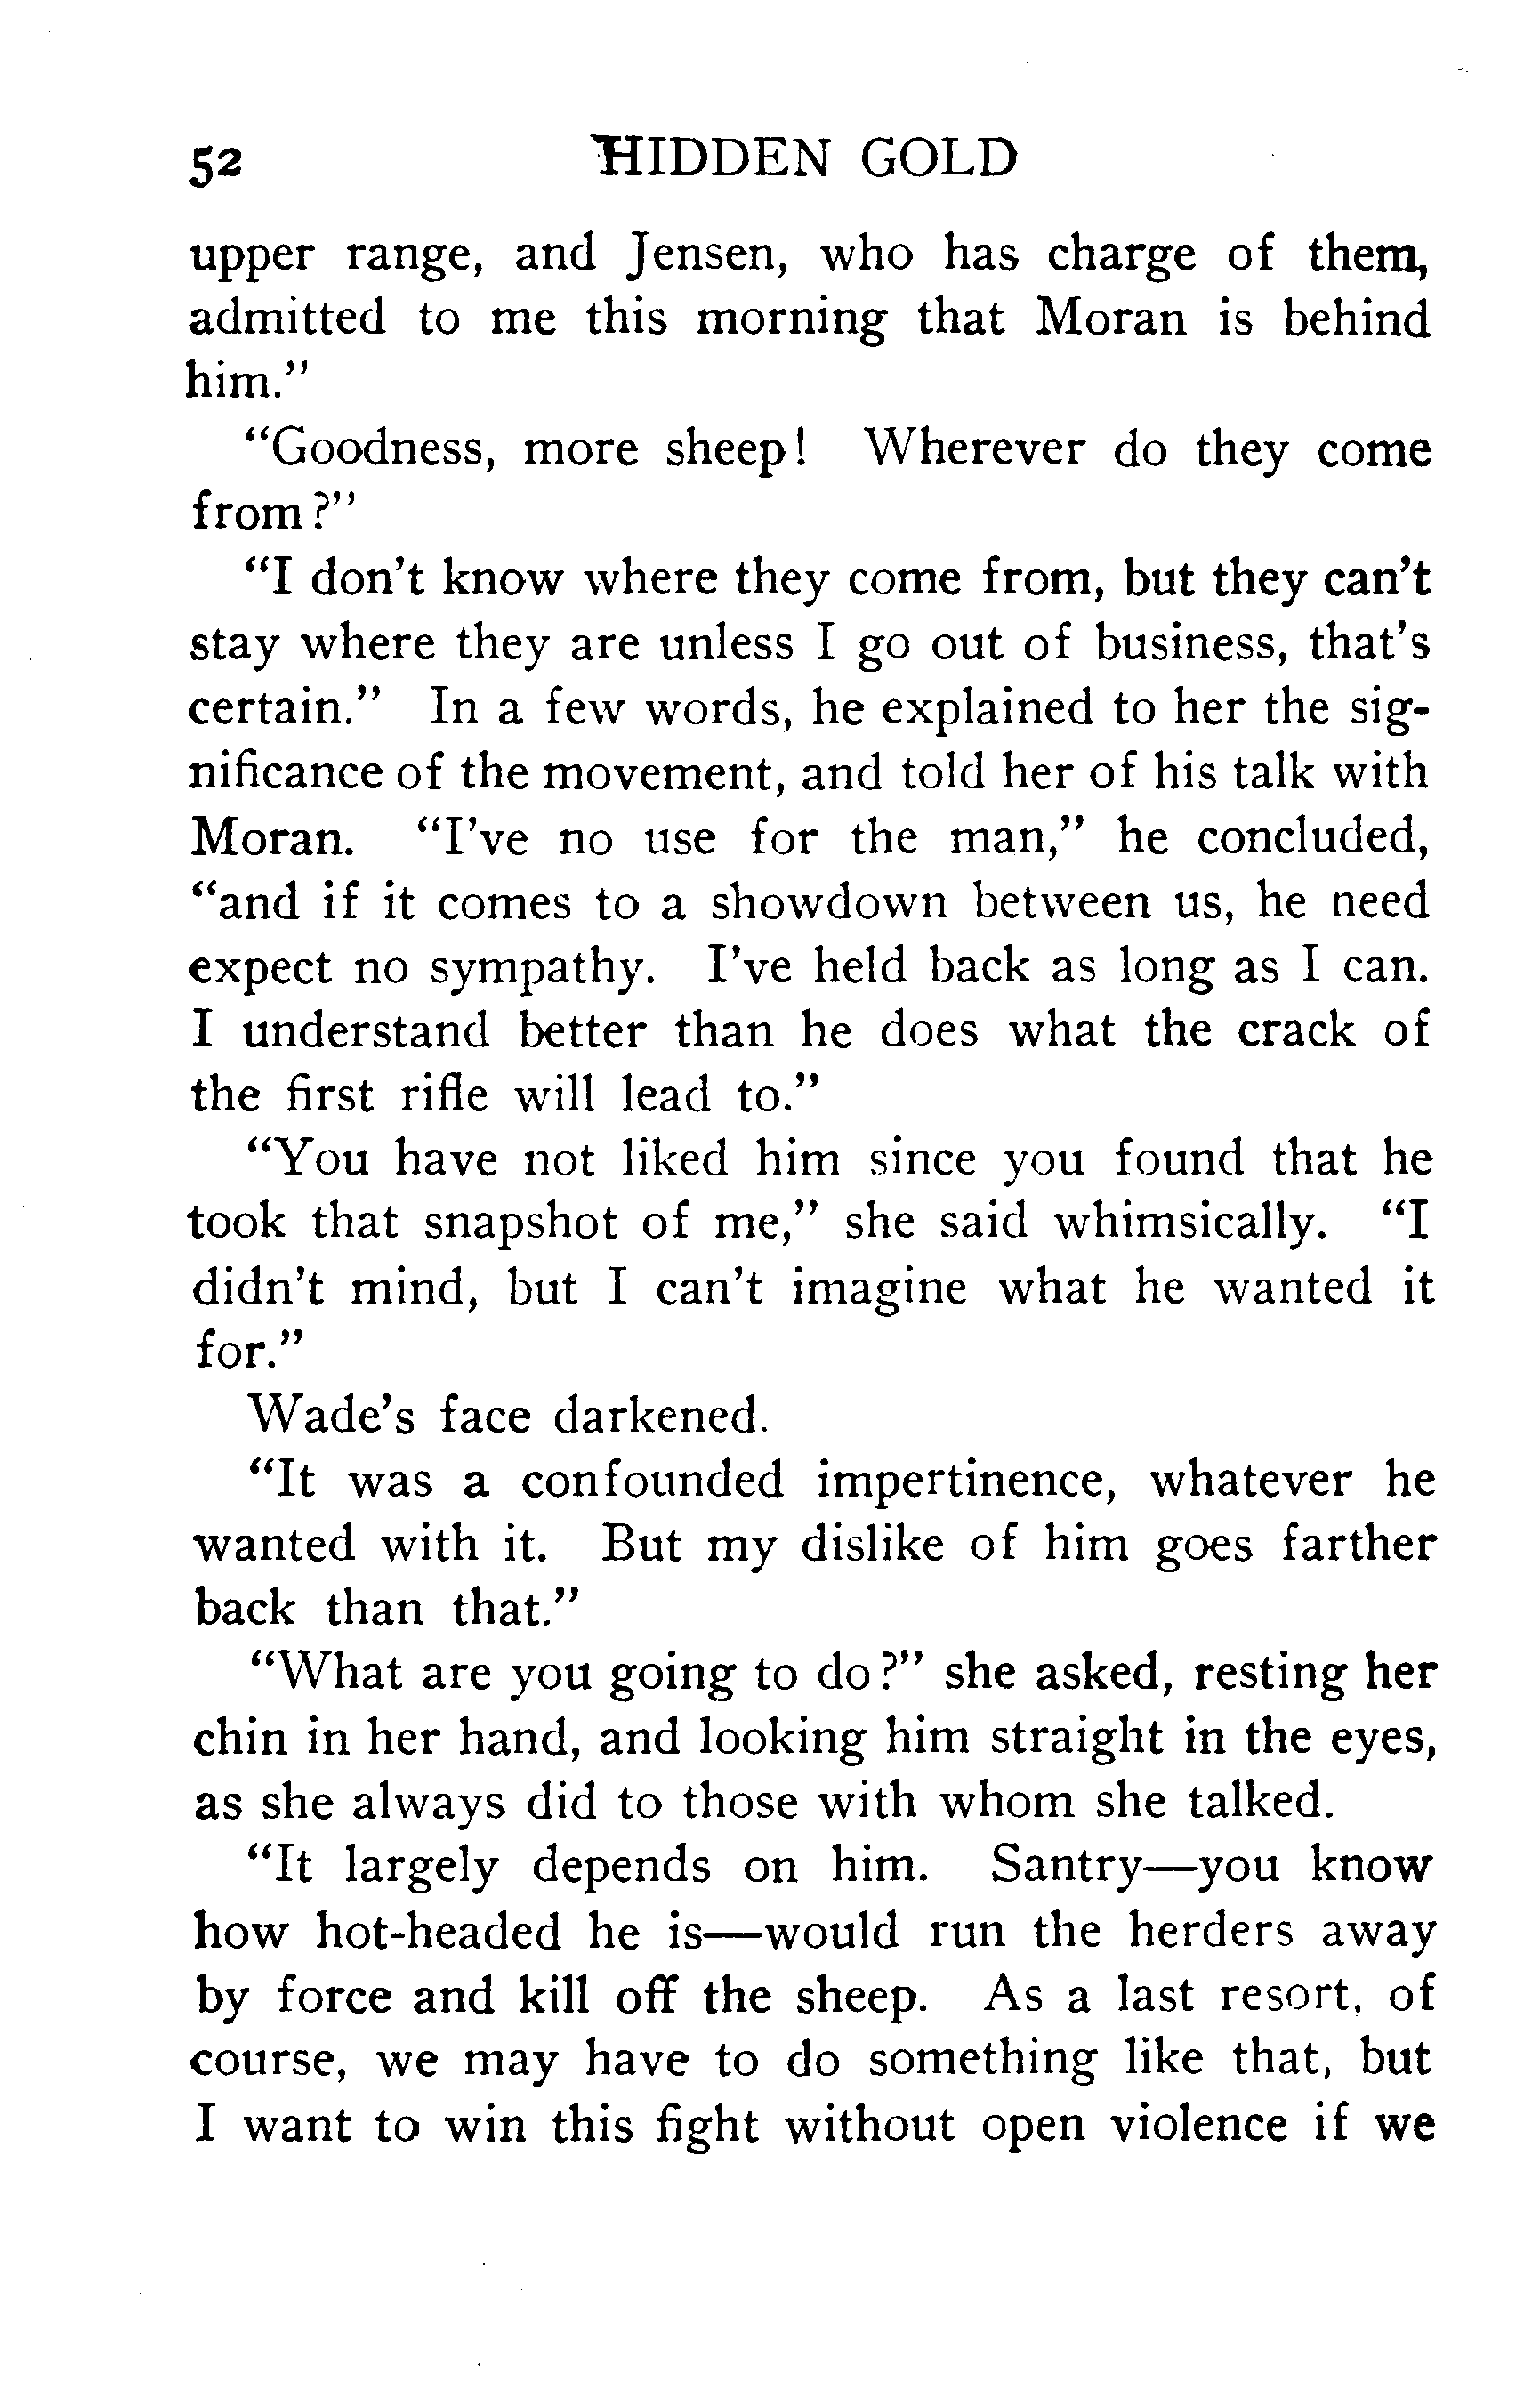 52 HIDDEN GOLD
upper range, and Jensen, who has charge of them,
admitted to me this morning that Moran is behind
him."
"Goodness, more sheep! Wherever do they come
from?"
"I don't know where they come from, but they can't
stay where they are unless I go out of business, that's
certain." In a few words, he explained to her the sig-
nificance of the movement, and told her of his talk with
Moran. "I've no use for the man," he concluded,
"and if it comes to a showdown between us, he need
expect no sympathy. I've held back as long as I can.
I understand better than he does what the crack of
the first rifle will lead to."
"You have not liked him since you found that he
took that snapshot of me," she said whimsically. "I
didn't mind, but I can't imagine what he wanted it
for."
Wade's face darkened.
"It was a confounded impertinence, whatever he
wanted with it. But my dislike of him goes farther
back than that."
"What are you going to do?" she asked, resting her
chin in her hand, and looking him straight in the eyes,
as she always did to those with whom she talked.
"It largely depends on him. Santry—you know
how hot-headed he is—would run the herders away
by force and kill off the sheep. As a last resort, of
course, we may have to do something like that, but
I want to win this fight without open violence if we